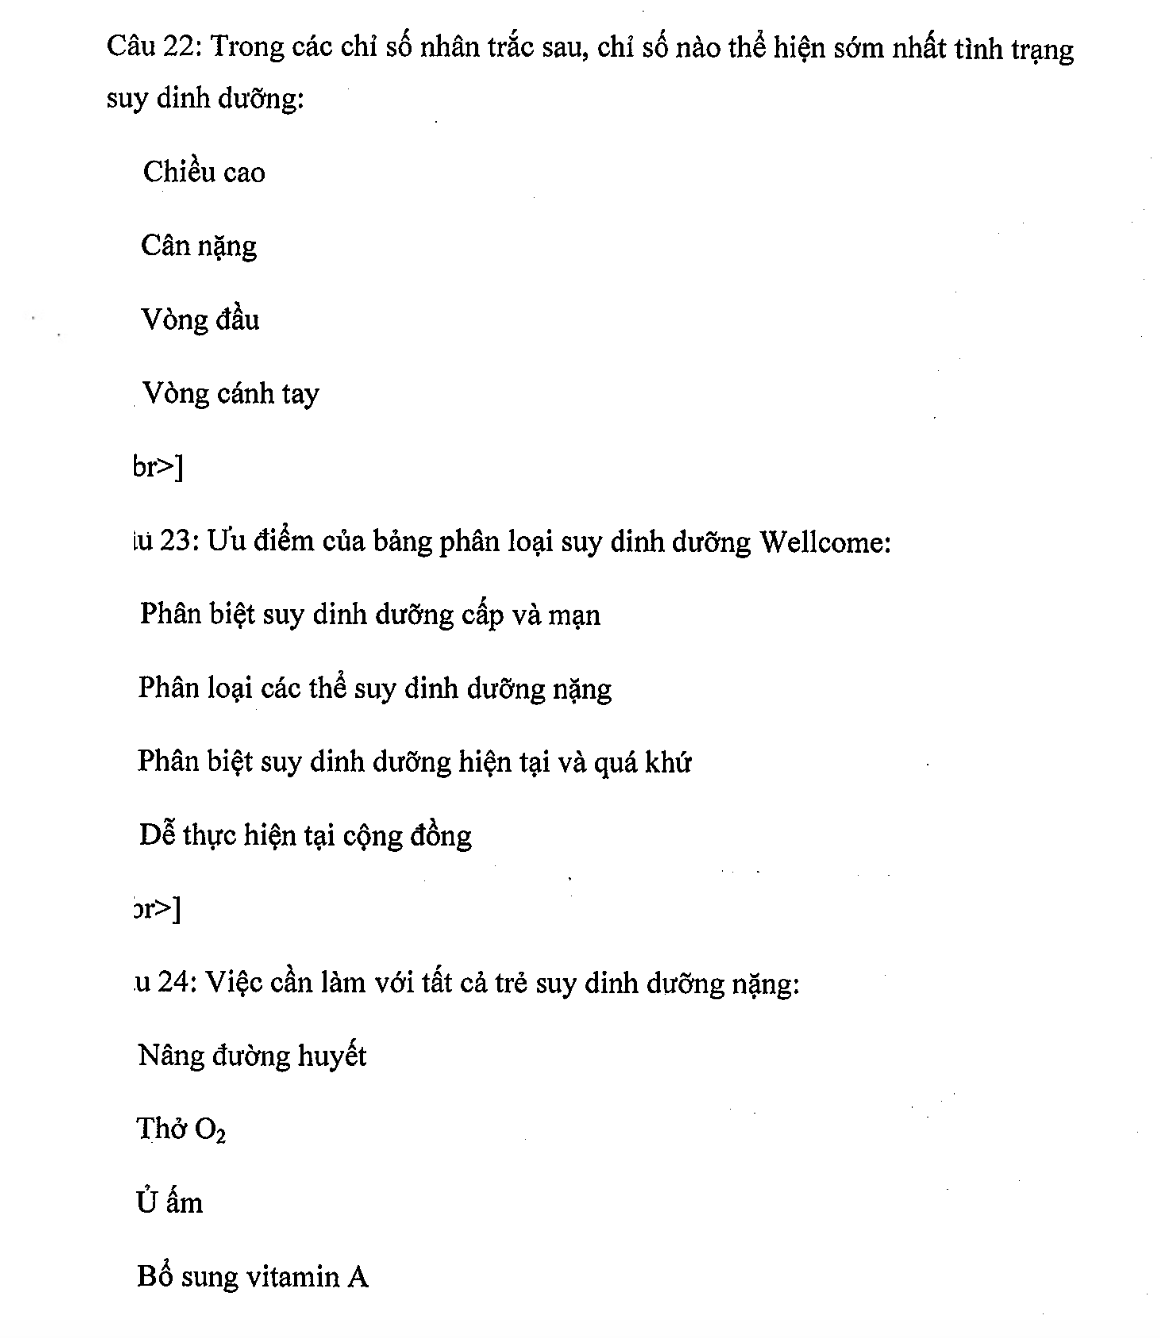 Câu 22: Trong các chỉ số nhân trắc sau, chỉ số nào thể hiện sớm nhất tình trạng
suy dinh dưỡng:
Chiều cao
Cân nặng
Vòng đầu
Vòng cánh tay
br>]
u 23: Ưu điểm của bảng phân loại suy dinh dưỡng Wellcome:
Phân biệt suy dinh dưỡng cấp và mạn
Phân loại các thể suy dinh dưỡng nặng
Phân biệt suy dinh dưỡng hiện tại và quá khứ
Dễ thực hiện tại cộng đồng
br>]
u 24: Việc cần làm với tất cả trẻ suy dinh dưỡng nặng:
Nâng đường huyết
Thở O₂
Ủ ấm
Bổ sung vitamin A